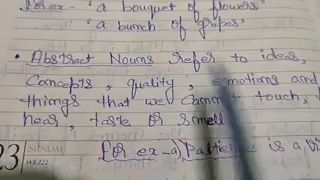 For ex - 'a bouquet of flowers'
'a bunch of grapes'
• Abstract Nouns refer to ideas,
Concepts, quality, emotions and
things that we Cannot touch,
hear, taste or smell
23 SUNDAY
For ex - a) Patience is a